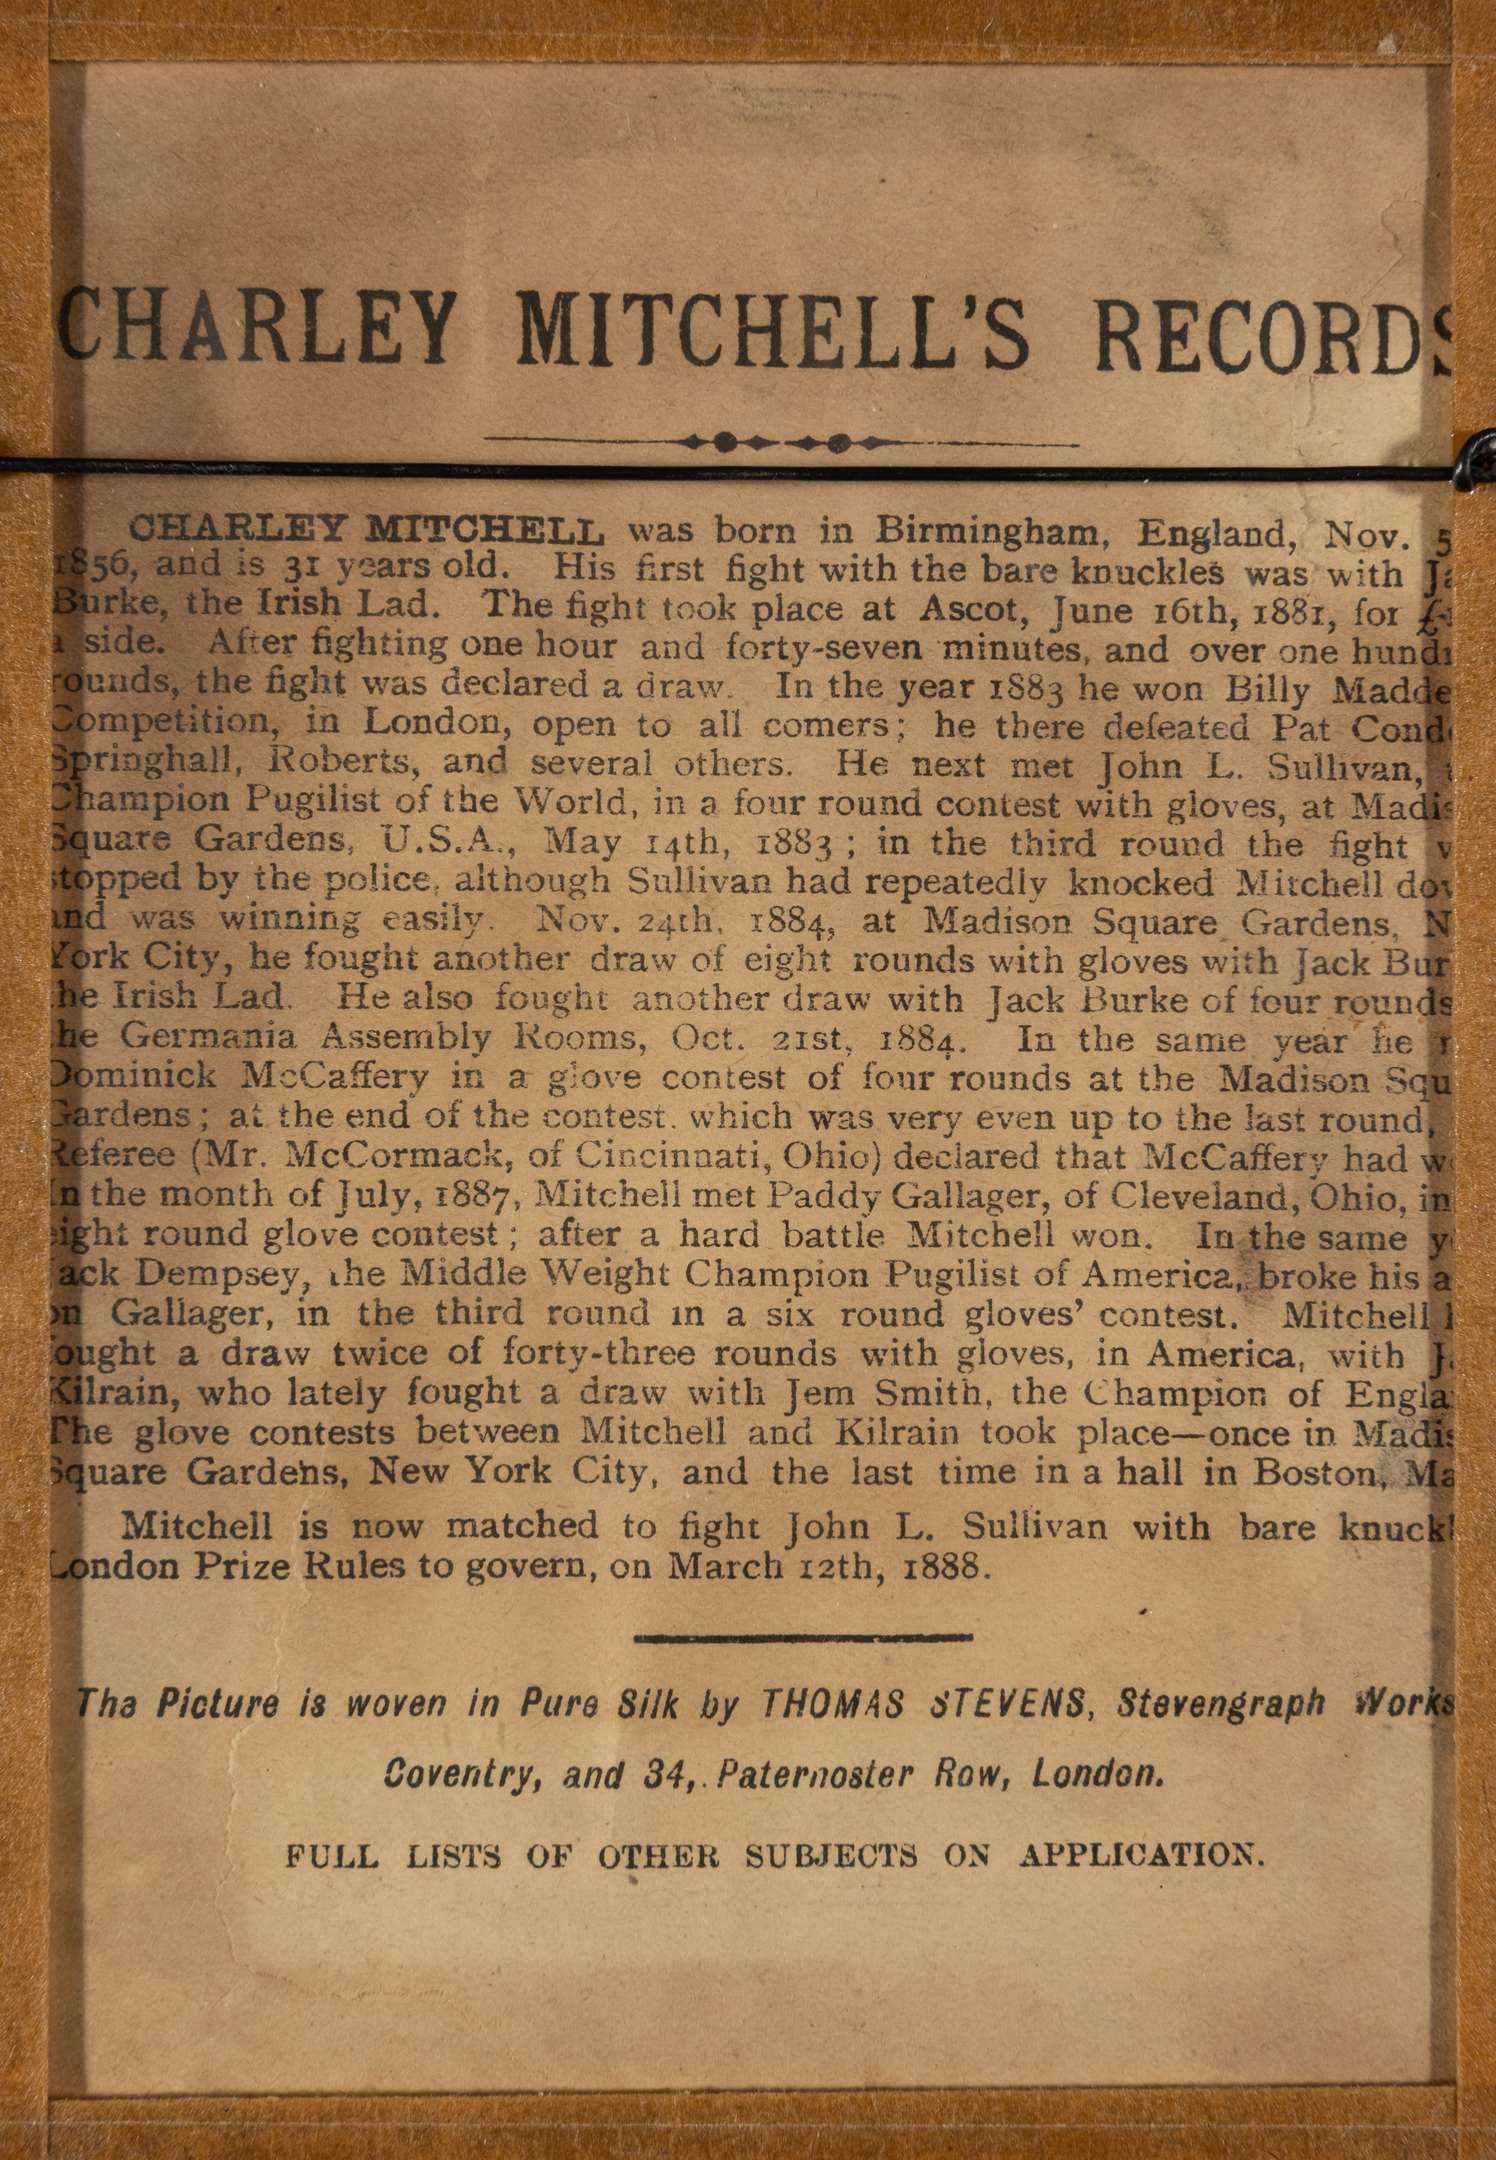 CHARLEY MITCHELL'S RECORDS
CHARLEY MITCHELL was born in Birmingham, England, Nov. 5
1856, and is 31 years old. His first fight with the bare knuckles was with
Burke, the Irish Lad. The fight took place at Ascot, June 16th, 1881, for
a side. After fighting one hour and forty-seven minutes, and over one
rounds, the fight was declared a draw. In the year 1883 he won Billy
Competition, in London, open to all comers; he there defeated Pat
Springhall, Roberts, and several others. He next met John L. Sullivan,
Champion Pugilist of the World, in a four round contest with gloves, at
Square Gardens, U.S.A., May 14th, 1883; in the third round the fight
stopped by the police, although Sullivan had repeatedly knocked Mitchell
and was winning easily. Nov. 24th, 1884, at Madison Square Gardens,
York City, he fought another draw of eight rounds with gloves with Jack
the Irish Lad. He also fought another draw with Jack Burke of four rounds
the Germania Assembly Rooms, Oct. 21st, 1884. In the same year he
Dominick McCaffery in a glove contest of four rounds at the Madison
Gardens; at the end of the contest. which was very even up to the last round,
Referee (Mr. McCormack, of Cincinnati, Ohio) declared that McCaffery had
In the month of July, 1887, Mitchell met Paddy Gallager, of Cleveland, Ohio, in
eight round glove contest; after a hard battle Mitchell won. In the same
Jack Dempsey, the Middle Weight Champion Pugilist of America, broke his
on Gallager, in the third round in a six round gloves' contest. Mitchell
fought a draw twice of forty-three rounds with gloves, in America, with
Kilrain, who lately fought a draw with Jem Smith, the Champion of
The glove contests between Mitchell and Kilrain took place—once in
Square Gardens, New York City, and the last time in a hall in Boston,
Mitchell is now matched to fight John L. Sullivan with bare
London Prize Rules to govern, on March 12th, 1888.
Tha Picture is woven in Pure Silk by THOMAS STEVENS, Stevengraph Works
Coventry, and 34, Paternoster Row, London.
FULL LISTS OF OTHER SUBJECTS ON APPLICATION.